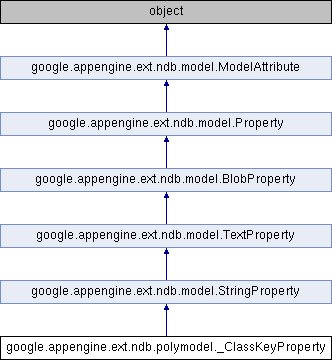 object
google.appengine.ext.ndb.model.ModelAttribute
google.appengine.ext.ndb.model.Property
google.appengine.ext.ndb.model.BlobProperty
google.appengine.ext.ndb.model.TextProperty
google.appengine.ext.ndb.model.StringProperty
google.appengine.ext.ndb.polymodel._ClassKeyProperty